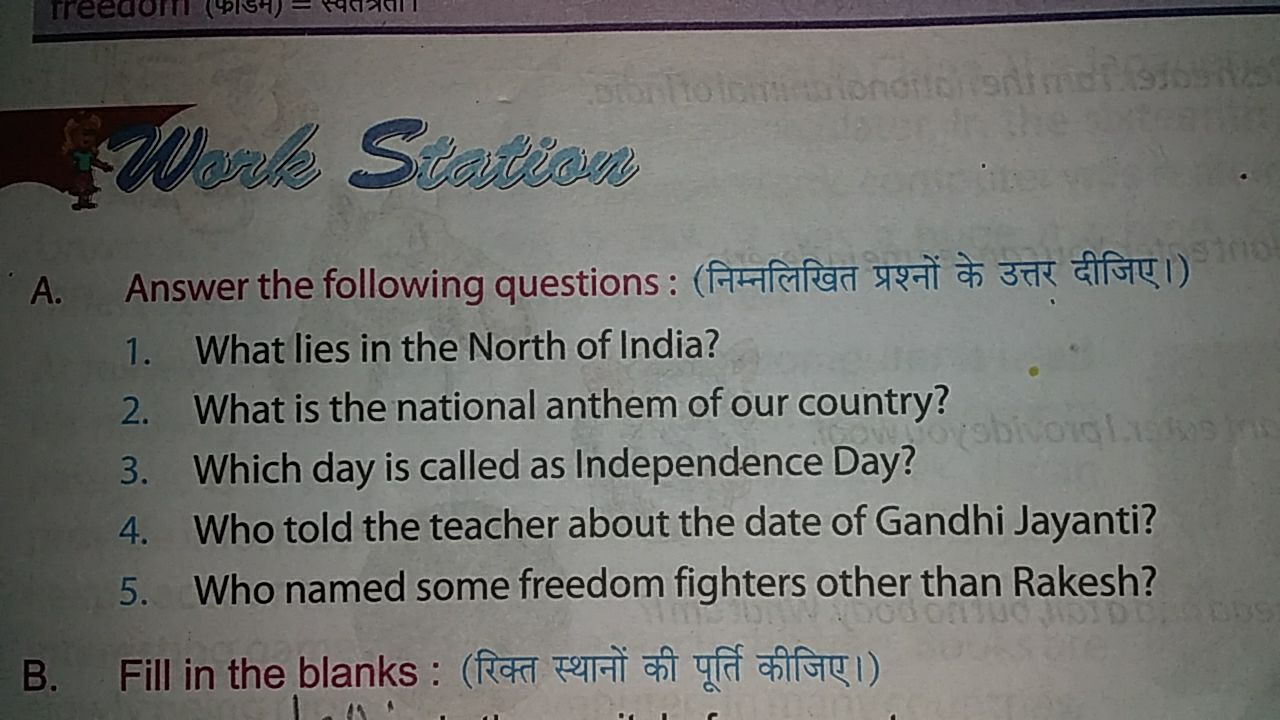 freedom (फ्रीडम) = स्वतंत्रता।
Work Station
A. Answer the following questions : (निम्नलिखित प्रश्नों के उत्तर दीजिए।)
1. What lies in the North of India?
2. What is the national anthem of our country?
3. Which day is called as Independence Day?
4. Who told the teacher about the date of Gandhi Jayanti?
5. Who named some freedom fighters other than Rakesh?
B. Fill in the blanks : (रिक्त स्थानों की पूर्ति कीजिए।)